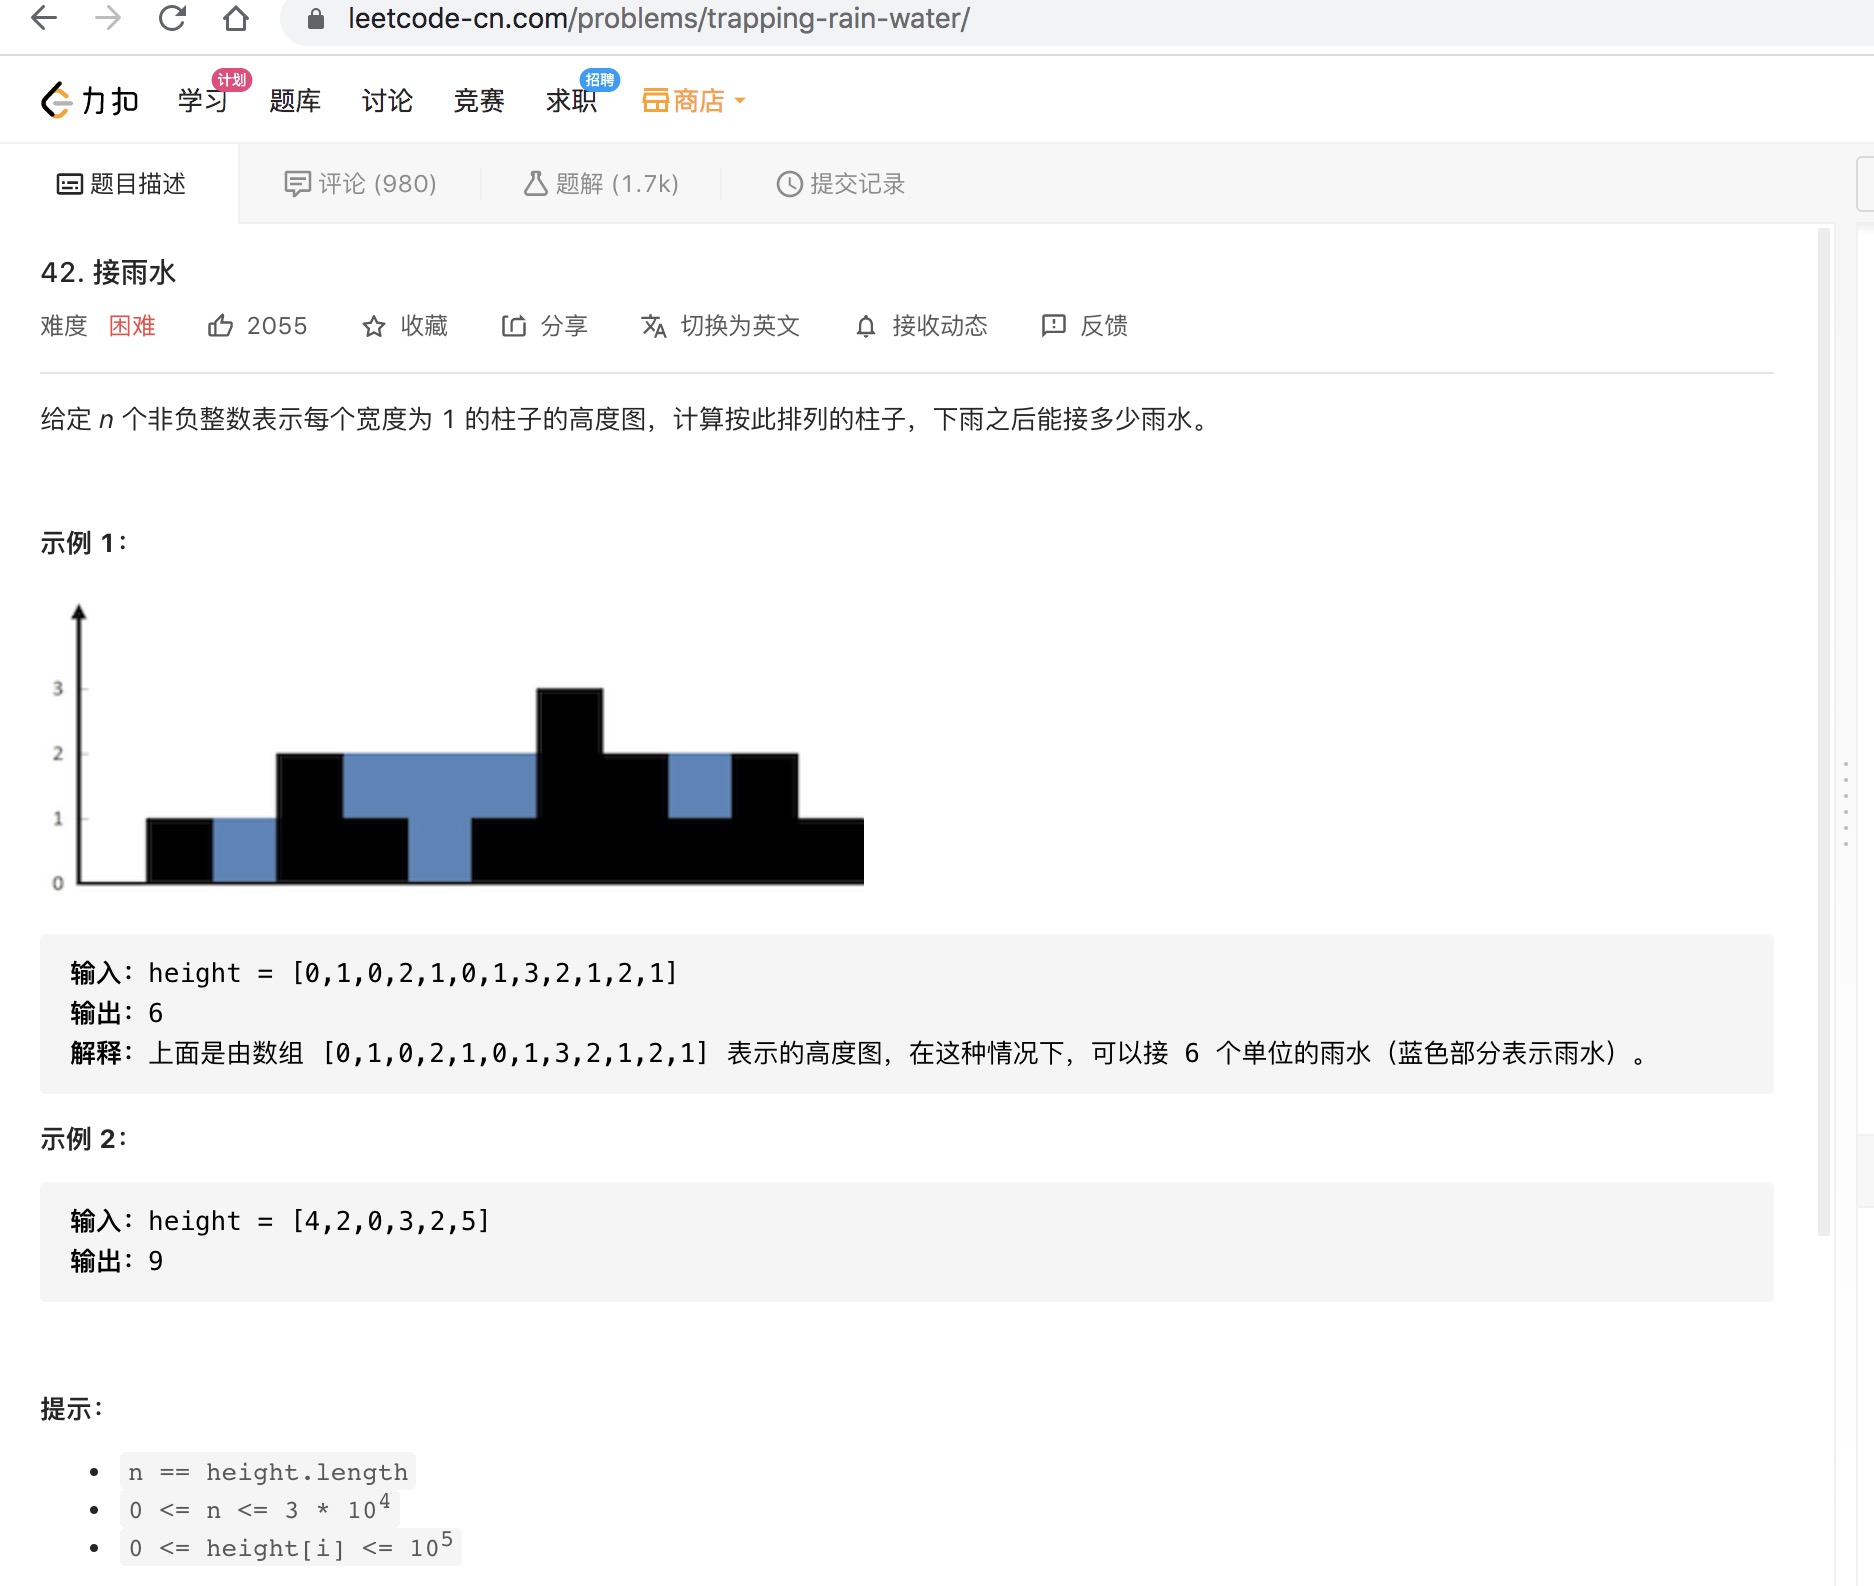 leetcode-cn.com/problems/trapping-rain-water/
力扣 学习 计划 题库 讨论 竞赛 求职 招聘 商店
题目描述 评论 (980) 题解 (1.7k) 提交记录
42. 接雨水
难度 困难 2055 收藏 分享 切换为英文 接收动态 反馈
给定 n 个非负整数表示每个宽度为 1 的柱子的高度图，计算按此排列的柱子，下雨之后能接多少雨水。
示例 1：
3
2
1
0
输入：height = [0,1,0,2,1,0,1,3,2,1,2,1]
输出：6
解释：上面是由数组 [0,1,0,2,1,0,1,3,2,1,2,1] 表示的高度图，在这种情况下，可以接 6 个单位的雨水（蓝色部分表示雨水）。
示例 2：
输入：height = [4,2,0,3,2,5]
输出：9
提示：
n == height.length
0 <= n <= 3 * 10⁴
0 <= height[i] <= 10⁵